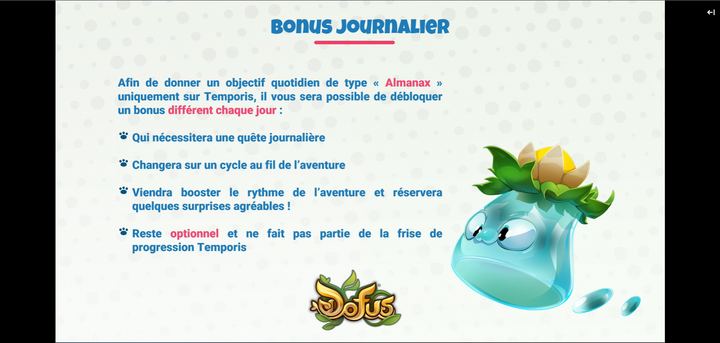 Bonus journalier
Afin de donner un objectif quotidien de type « Almanax »
uniquement sur Temporis, il vous sera possible de débloquer
un bonus différent chaque jour :
Qui nécessitera une quête journalière
Changera sur un cycle au fil de l'aventure
Viendra booster le rythme de l'aventure et réservera
quelques surprises agréables !
Reste optionnel et ne fait pas partie de la frise de
progression Temporis
Dofus